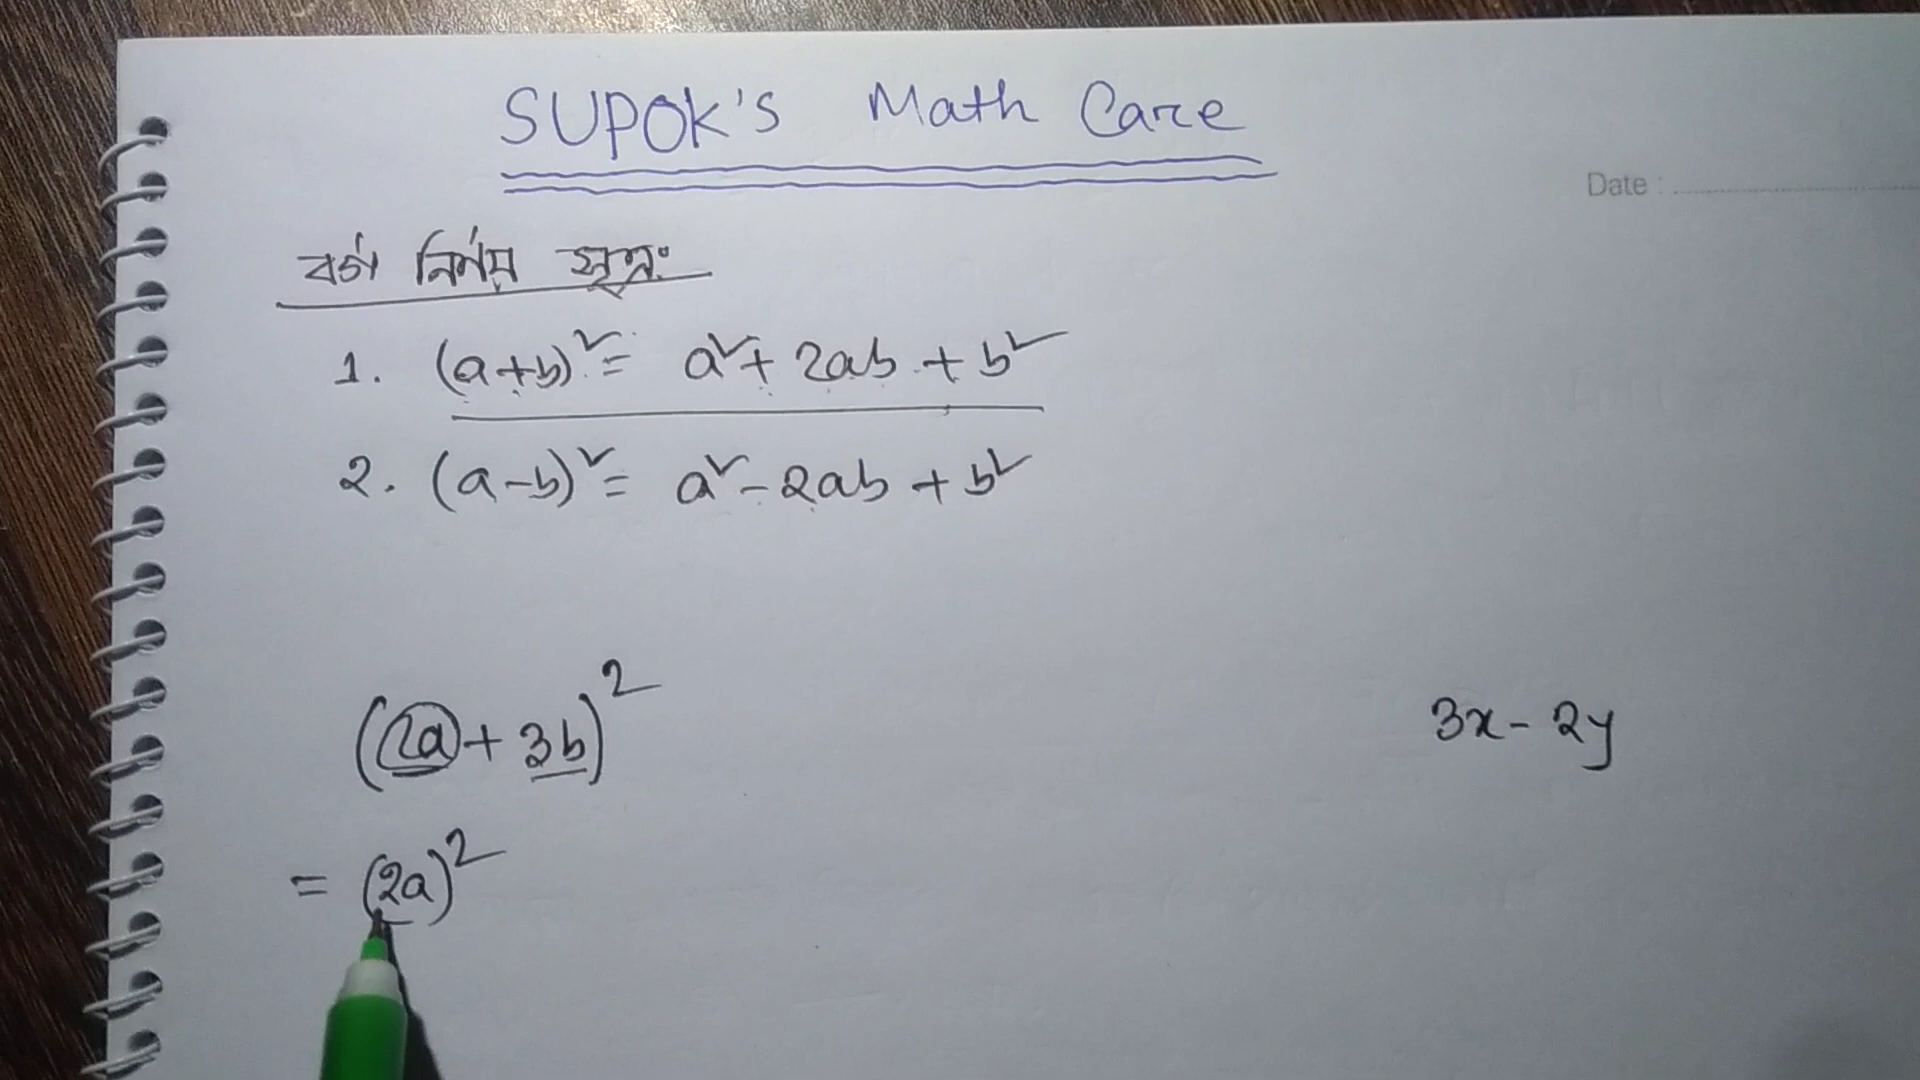 SUPOK's Math Care
Date :
বর্গ নির্ণয় সূত্রঃ
1. (a+b)² = a² + 2ab + b²
2. (a-b)² = a² - 2ab + b²
(2a + 3b)²
3x - 2y
= (2a)²